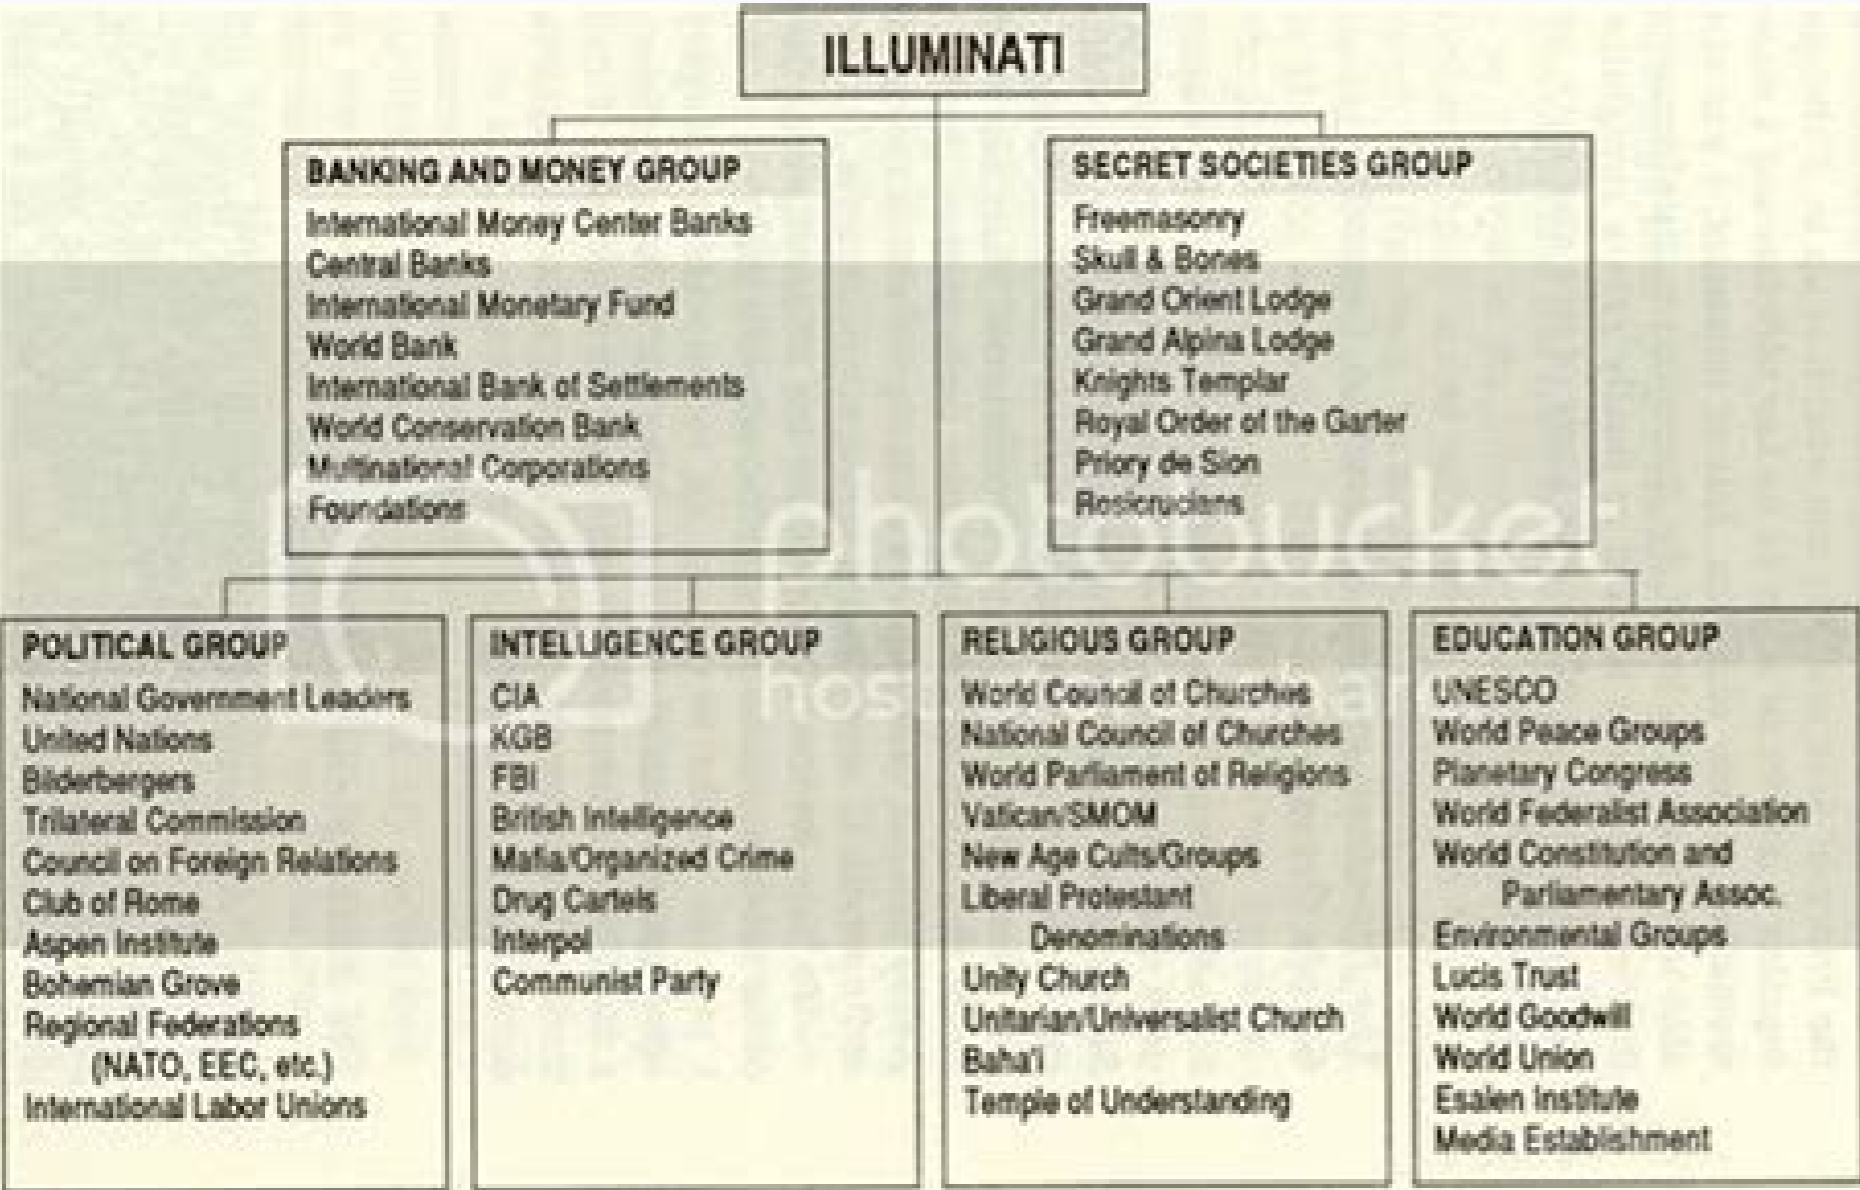 ILLUMINATI
BANKING AND MONEY GROUP
International Money Center Banks
Central Banks
International Monetary Fund
World Bank
International Bank of Settlements
World Conservation Bank
Multinational Corporations
Foundations
SECRET SOCIETIES GROUP
Freemasonry
Skull & Bones
Grand Orient Lodge
Grand Alpina Lodge
Knights Templar
Royal Order of the Garter
Priory de Sion
Rosicrucians
photobucket
POLITICAL GROUP
National Government Leaders
United Nations
Bilderbergers
Trilateral Commission
Council on Foreign Relations
Club of Rome
Aspen Institute
Bohemian Grove
Regional Federations
(NATO, EEC, etc.)
International Labor Unions
INTELLIGENCE GROUP
CIA
KGB
FBI
British Intelligence
Mafia/Organized Crime
Drug Cartels
Interpol
Communist Party
RELIGIOUS GROUP
World Council of Churches
National Council of Churches
World Parliament of Religions
Vatican/SMOM
New Age Cults/Groups
Liberal Protestant
Denominations
Unity Church
Unitarian/Universalist Church
Baha'i
Temple of Understanding
EDUCATION GROUP
UNESCO
World Peace Groups
Planetary Congress
World Federalist Association
World Constitution and
Parliamentary Assoc.
Environmental Groups
Lucis Trust
World Goodwill
World Union
Esalen Institute
Media Establishment